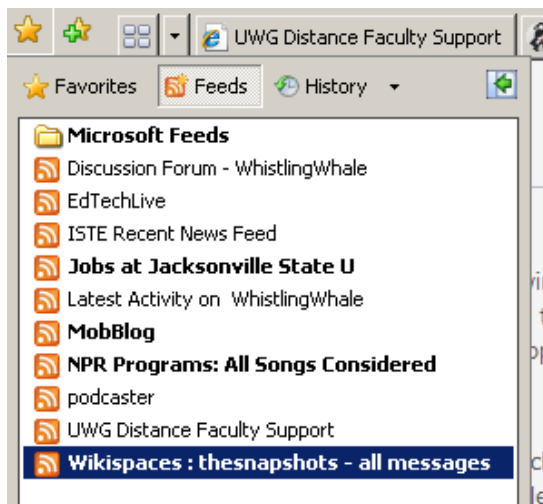 UWG Distance Faculty Support
Favorites Feeds History
Microsoft Feeds
Discussion Forum - WhistlingWhale
EdTechLive
ISTE Recent News Feed
Jobs at Jacksonville State U
Latest Activity on WhistlingWhale
MobBlog
NPR Programs: All Songs Considered
podcaster
UWG Distance Faculty Support
Wikispaces : thesnapshots - all messages